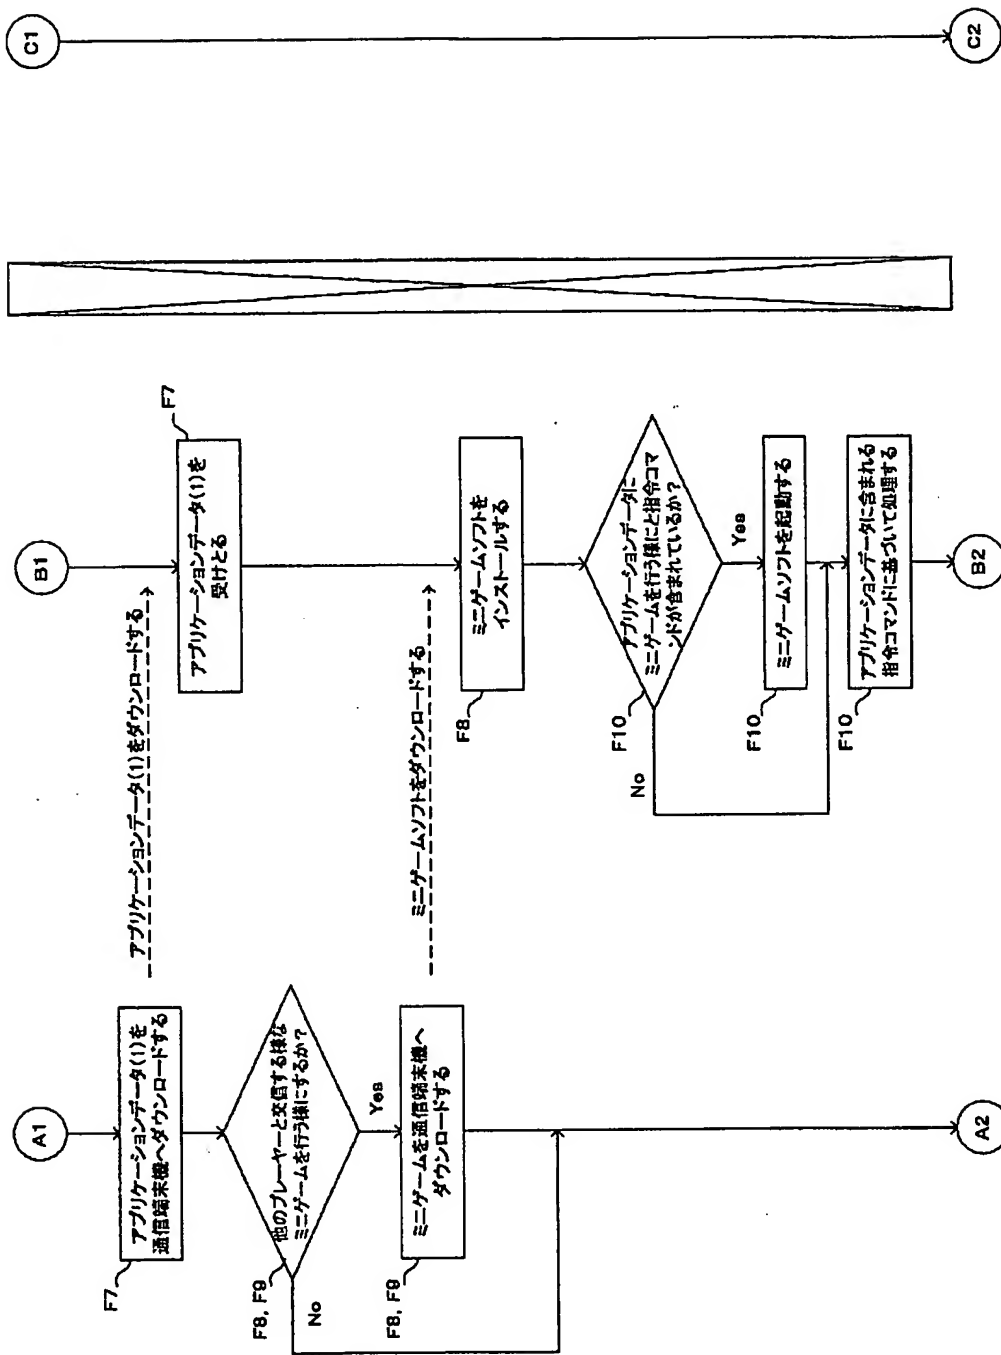 A1
F7
アプリケーションデータ(1)を
通信端末機へダウンロードする
F8, F9
他のプレーヤーと交信する様な
ミニゲームを行う様にするか?
No
Yes
F8, F9
ミニゲームを通信端末機へ
ダウンロードする
A2
アプリケーションデータ(1)をダウンロードする
ミニゲームソフトをダウンロードする
B1
F7
アプリケーションデータ(1)を
受けとる
F8
ミニゲームソフトを
インストールする
F10
アプリケーションデータに
ミニゲームを行う様にと指令コマ
ンドが含まれているか?
No
Yes
F10
ミニゲームソフトを起動する
F10
アプリケーションデータに含まれる
指令コマンドに基づいて処理する
B2
C1
C2